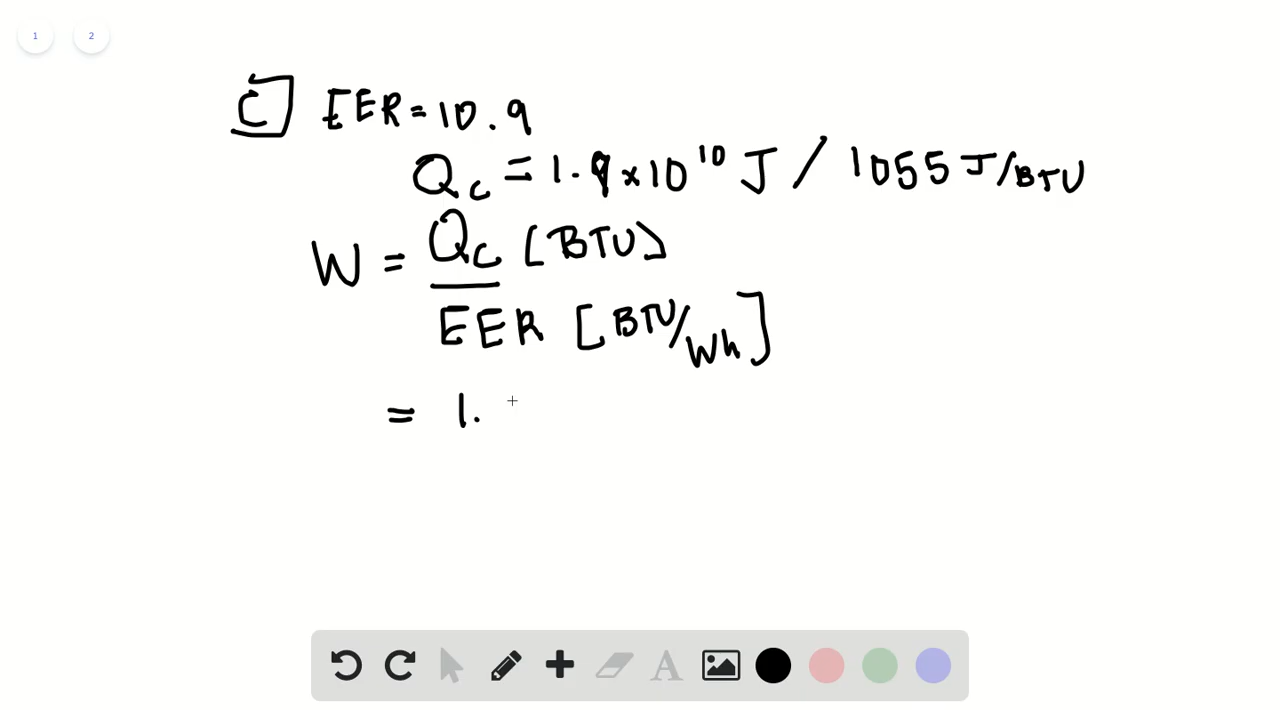 1 2
C EER = 10.9
Qc = 1.9 x 10^10 J / 1055 J/BTU
W = Qc [BTU]
EER [BTU/Wh]
= 1.
A